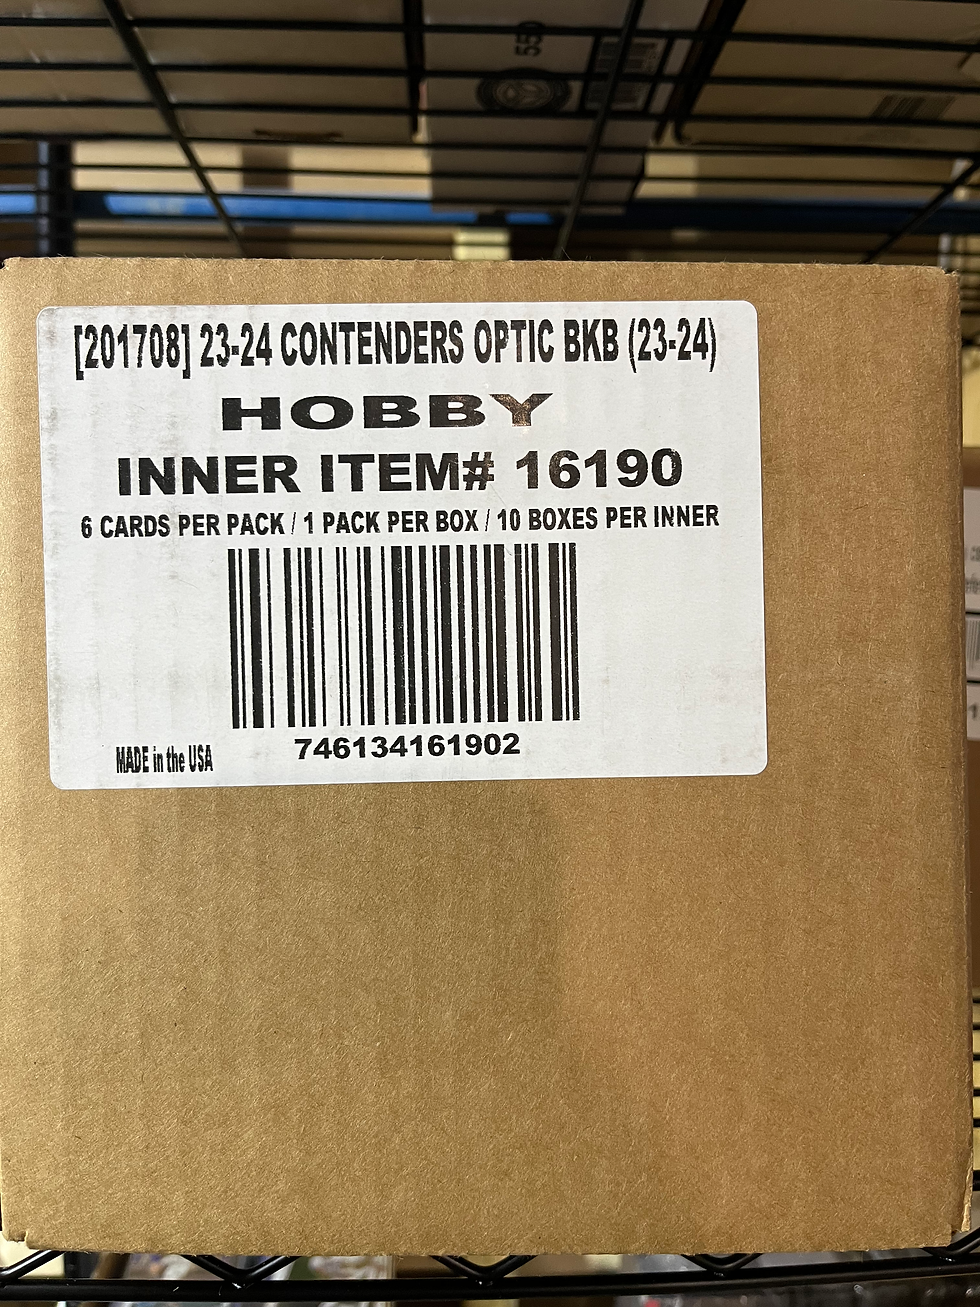 550
[201708] 23-24 CONTENDERS OPTIC BKB (23-24)
HOBBY
INNER ITEM# 16190
6 CARDS PER PACK / 1 PACK PER BOX / 10 BOXES PER INNER
746134161902
MADE in the USA